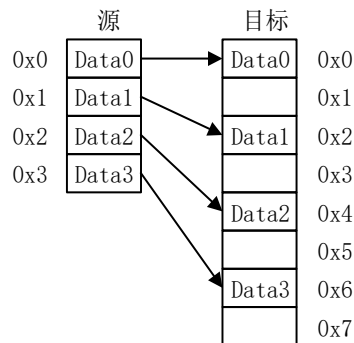 源 目标
0x0 Data0 Data0 0x0
0x1 Data1 0x1
0x2 Data2 Data1 0x2
0x3 Data3 0x3
Data2 0x4
0x5
Data3 0x6
0x7